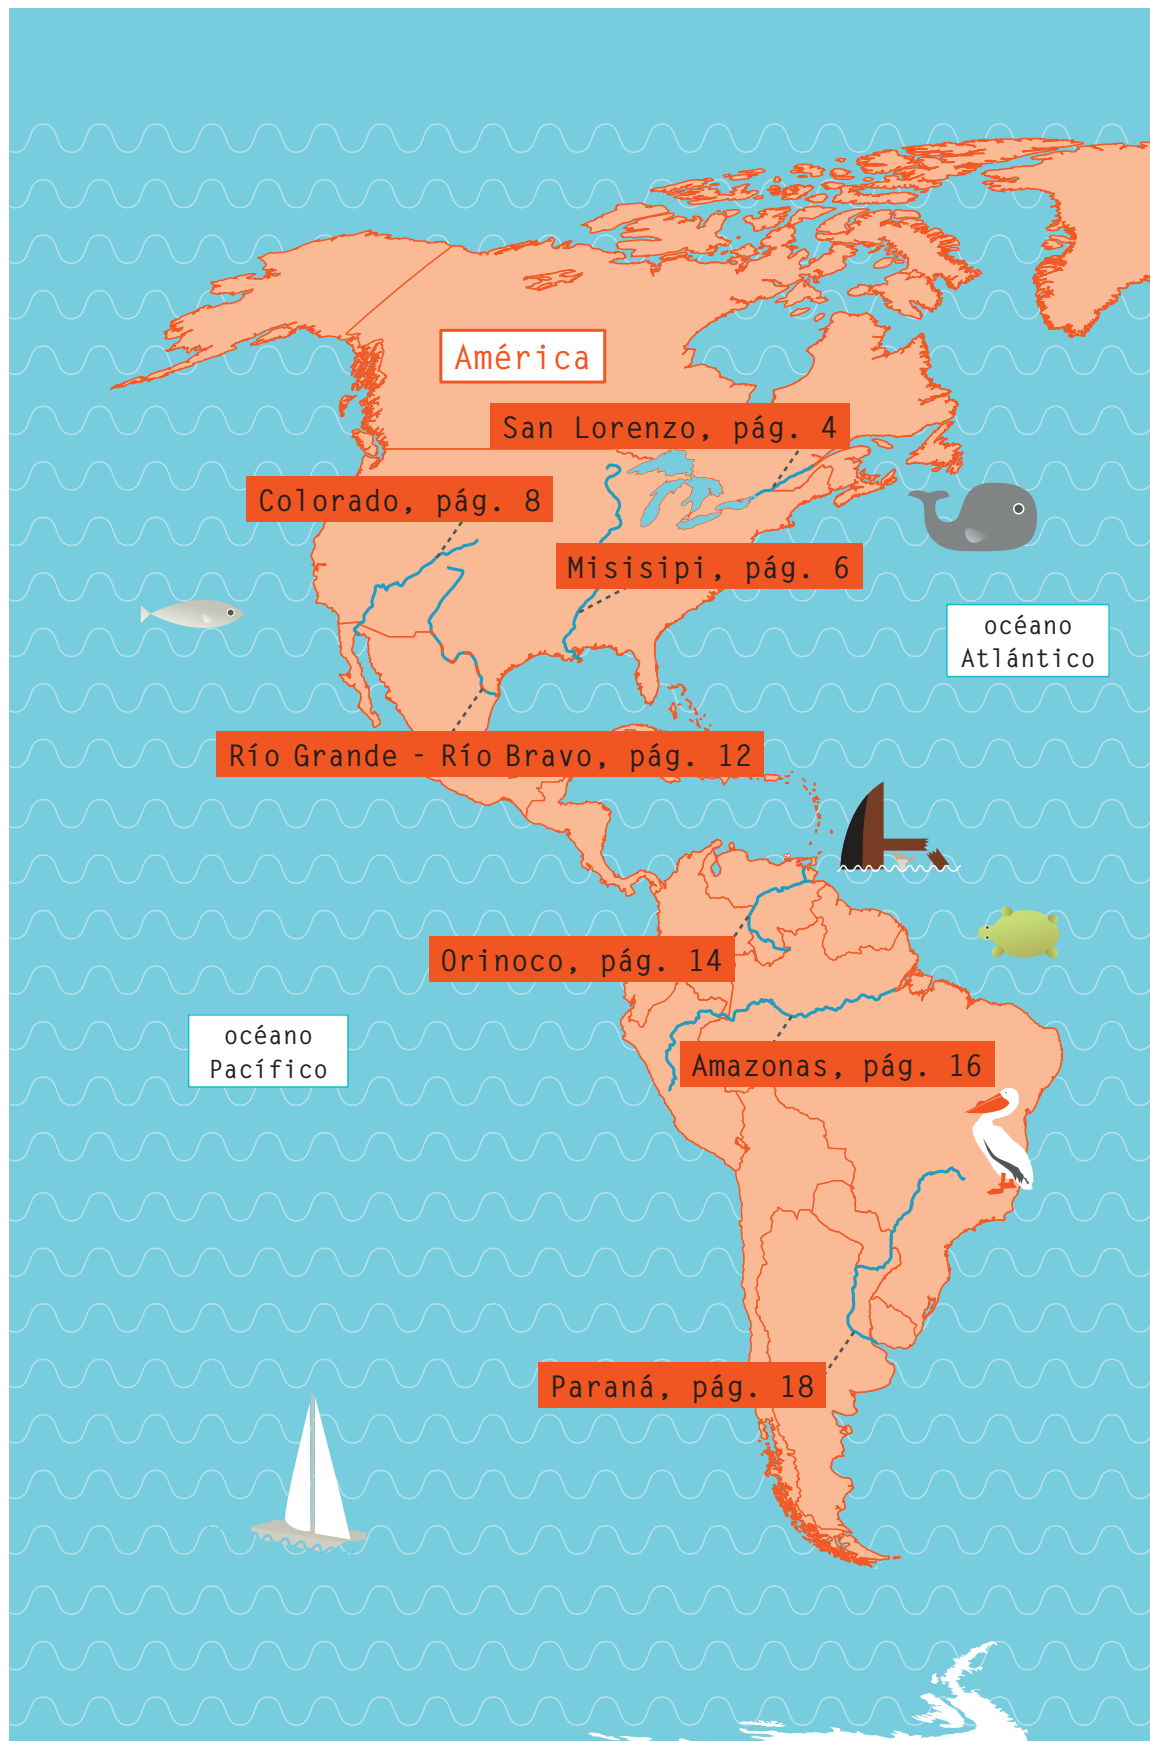 América
San Lorenzo, pág. 4
Colorado, pág. 8
Misisipi, pág. 6
océano
Atlántico
Río Grande - Río Bravo, pág. 12
Orinoco, pág. 14
océano
Pacífico
Amazonas, pág. 16
Paraná, pág. 18